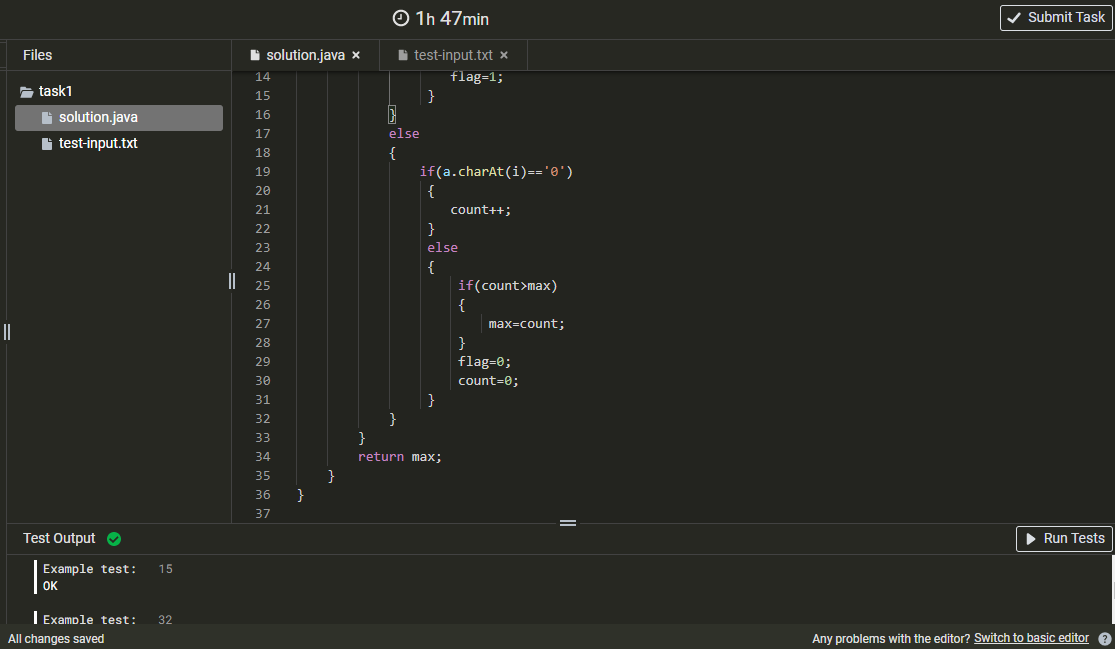 1h 47min
Submit Task
Files
solution.java ×
test-input.txt ×
task1
solution.java
test-input.txt
14 flag=1;
15 }
16 }
17 else
18 {
19 if(a.charAt(i)=='0')
20 {
21 count++;
22 }
23 else
24 {
25 if(count>max)
26 {
27 max=count;
28 }
29 flag=0;
30 count=0;
31 }
32 }
33 }
34 return max;
35 }
36 }
37
Test Output
Run Tests
Example test: 15
OK
Example test: 32
All changes saved
Any problems with the editor? Switch to basic editor ?